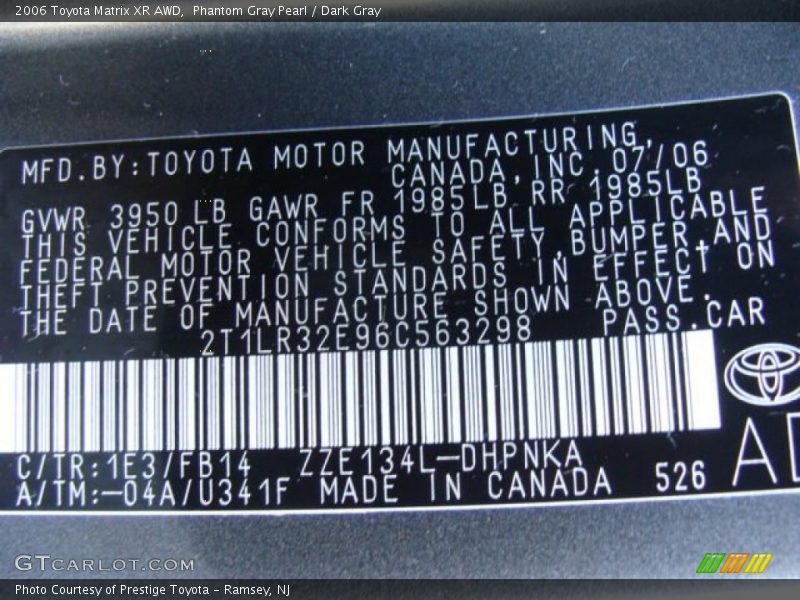 2006 Toyota Matrix XR AWD, Phantom Gray Pearl / Dark Gray
MFD.BY:TOYOTA MOTOR MANUFACTURING,
CANADA,INC.07/06
GVWR 3950 LB GAWR FR 1985LB, RR 1985LB
THIS VEHICLE CONFORMS TO ALL APPLICABLE
FEDERAL MOTOR VEHICLE SAFETY,BUMPER,AND
THEFT PREVENTION STANDARDS IN EFFECT ON
THE DATE OF MANUFACTURE SHOWN ABOVE.
2T1LR32E96C563298 PASS.CAR
C/TR:1E3/FB14 ZZE134L-DHPNKA
A/TM:-04A/U341F MADE IN CANADA 526
GTCARLOT.COM
Photo Courtesy of Prestige Toyota - Ramsey, NJ